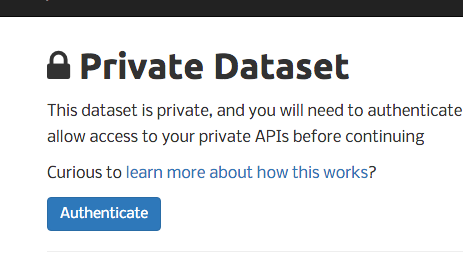 Private Dataset
This dataset is private, and you will need to authenticate
allow access to your private APIs before continuing
Curious to learn more about how this works?
Authenticate